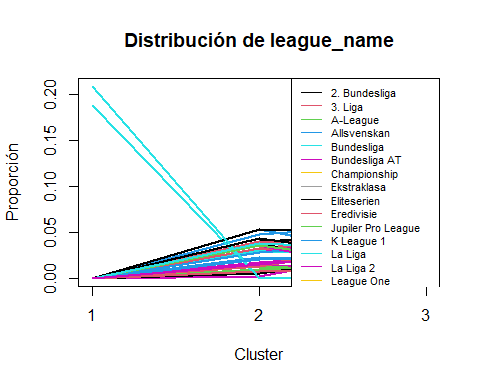 Distribución de league_name
Proporción
0.20
0.15
0.10
0.05
0.00
2. Bundesliga
3. Liga
A-League
Allsvenskan
Bundesliga
Bundesliga AT
Championship
Ekstraklasa
Eliteserien
Eredivisie
Jupiler Pro League
K League 1
La Liga
La Liga 2
League One
1
2
3
Cluster